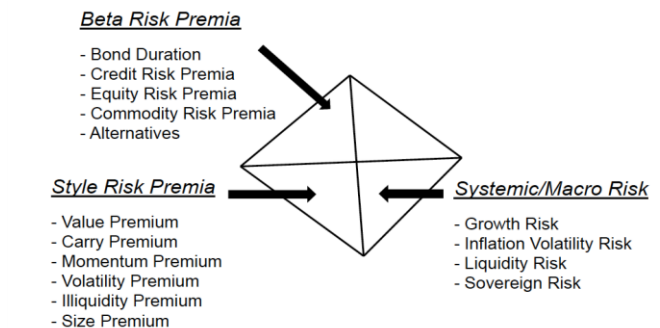 Beta Risk Premia
- Bond Duration
- Credit Risk Premia
- Equity Risk Premia
- Commodity Risk Premia
- Alternatives
Style Risk Premia
- Value Premium
- Carry Premium
- Momentum Premium
- Volatility Premium
- Illiquidity Premium
- Size Premium
Systemic/Macro Risk
- Growth Risk
- Inflation Volatility Risk
- Liquidity Risk
- Sovereign Risk